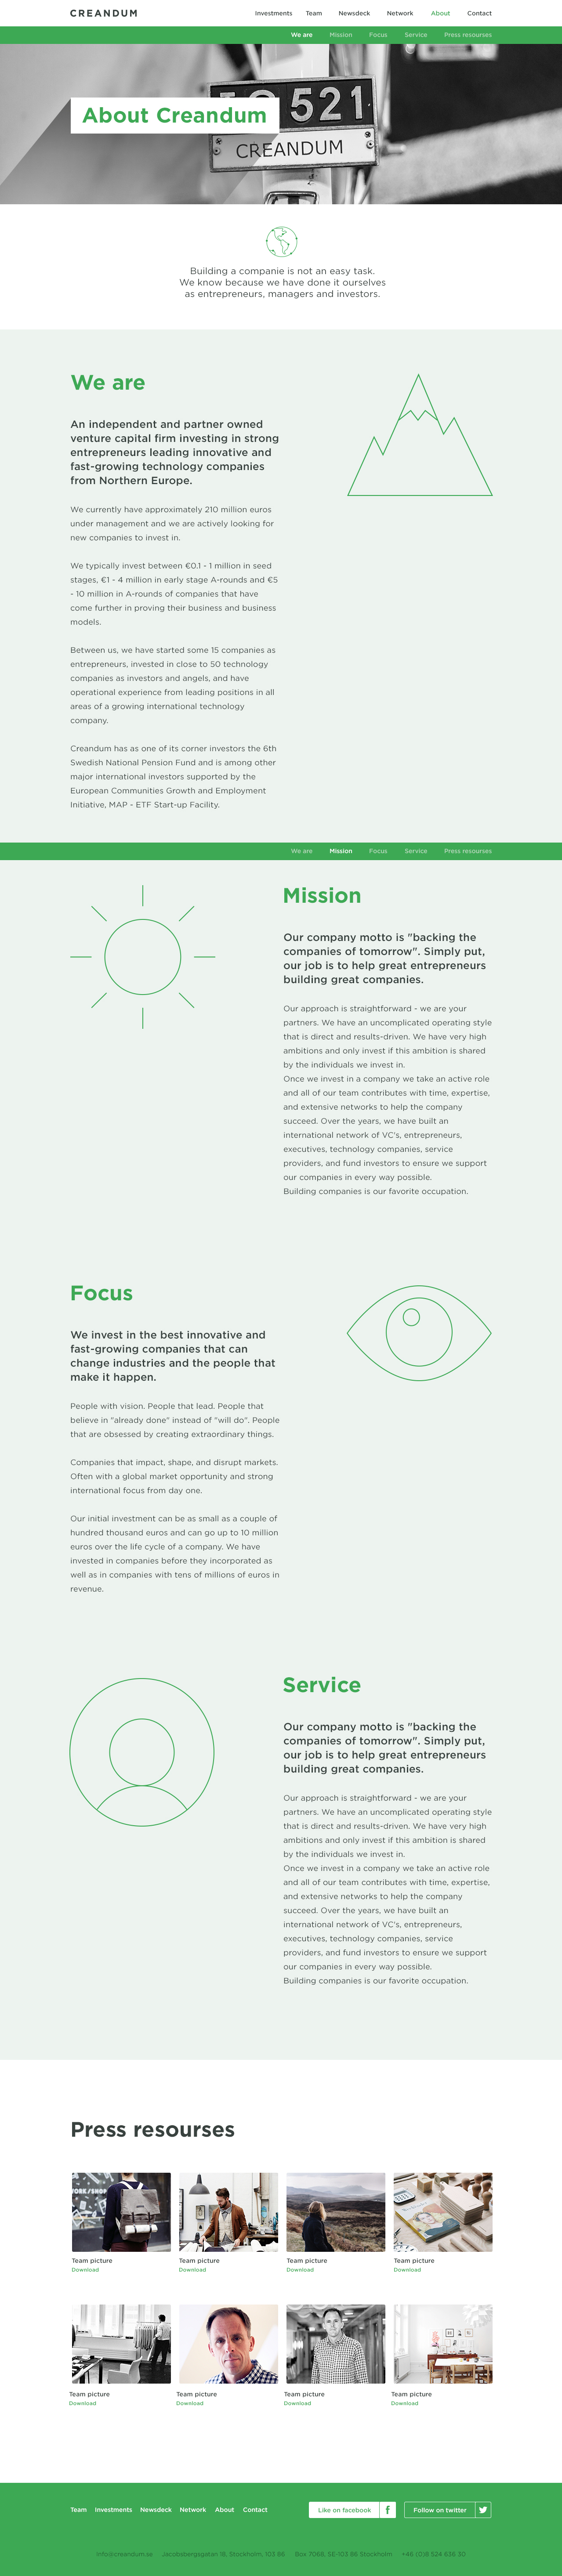 CREANDUM
Investments Team Newsdeck Network About Contact
We are Mission Focus Service Press resourses
521
About Creandum
CREANDUM
Building a companie is not an easy task.
We know because we have done it ourselves
as entrepreneurs, managers and investors.
We are
An independent and partner owned
venture capital firm investing in strong
entrepreneurs leading innovative and
fast-growing technology companies
from Northern Europe.
We currently have approximately 210 million euros
under management and we are actively looking for
new companies to invest in.
We typically invest between €0.1 - 1 million in seed
stages, €1 - 4 million in early stage A-rounds and €5
- 10 million in A-rounds of companies that have
come further in proving their business and business
models.
Between us, we have started some 15 companies as
entrepreneurs, invested in close to 50 technology
companies as investors and angels, and have
operational experience from leading positions in all
areas of a growing international technology
company.
Creandum has as one of its corner investors the 6th
Swedish National Pension Fund and is among other
major international investors supported by the
European Communities Growth and Employment
Initiative, MAP - ETF Start-up Facility.
We are Mission Focus Service Press resourses
Mission
Our company motto is "backing the
companies of tomorrow". Simply put,
our job is to help great entrepreneurs
building great companies.
Our approach is straightforward - we are your
partners. We have an uncomplicated operating style
that is direct and results-driven. We have very high
ambitions and only invest if this ambition is shared
by the individuals we invest in.
Once we invest in a company we take an active role
and all of our team contributes with time, expertise,
and extensive networks to help the company
succeed. Over the years, we have built an
international network of VC's, entrepreneurs,
executives, technology companies, service
providers, and fund investors to ensure we support
our companies in every way possible.
Building companies is our favorite occupation.
Focus
We invest in the best innovative and
fast-growing companies that can
change industries and the people that
make it happen.
People with vision. People that lead. People that
believe in "already done" instead of "will do". People
that are obsessed by creating extraordinary things.
Companies that impact, shape, and disrupt markets.
Often with a global market opportunity and strong
international focus from day one.
Our initial investment can be as small as a couple of
hundred thousand euros and can go up to 10 million
euros over the life cycle of a company. We have
invested in companies before they incorporated as
well as in companies with tens of millions of euros in
revenue.
Service
Our company motto is "backing the
companies of tomorrow". Simply put,
our job is to help great entrepreneurs
building great companies.
Our approach is straightforward - we are your
partners. We have an uncomplicated operating style
that is direct and results-driven. We have very high
ambitions and only invest if this ambition is shared
by the individuals we invest in.
Once we invest in a company we take an active role
and all of our team contributes with time, expertise,
and extensive networks to help the company
succeed. Over the years, we have built an
international network of VC's, entrepreneurs,
executives, technology companies, service
providers, and fund investors to ensure we support
our companies in every way possible.
Building companies is our favorite occupation.
Press resourses
Team picture Team picture Team picture Team picture
Download Download Download Download
Team picture Team picture Team picture Team picture
Download Download Download Download
Team Investments Newsdeck Network About Contact
Like on facebook Follow on twitter
info@creandum.se Jacobsbergsgatan 18, Stockholm, 103 86 Box 7068, SE-103 86 Stockholm +46 (0)8 524 636 30